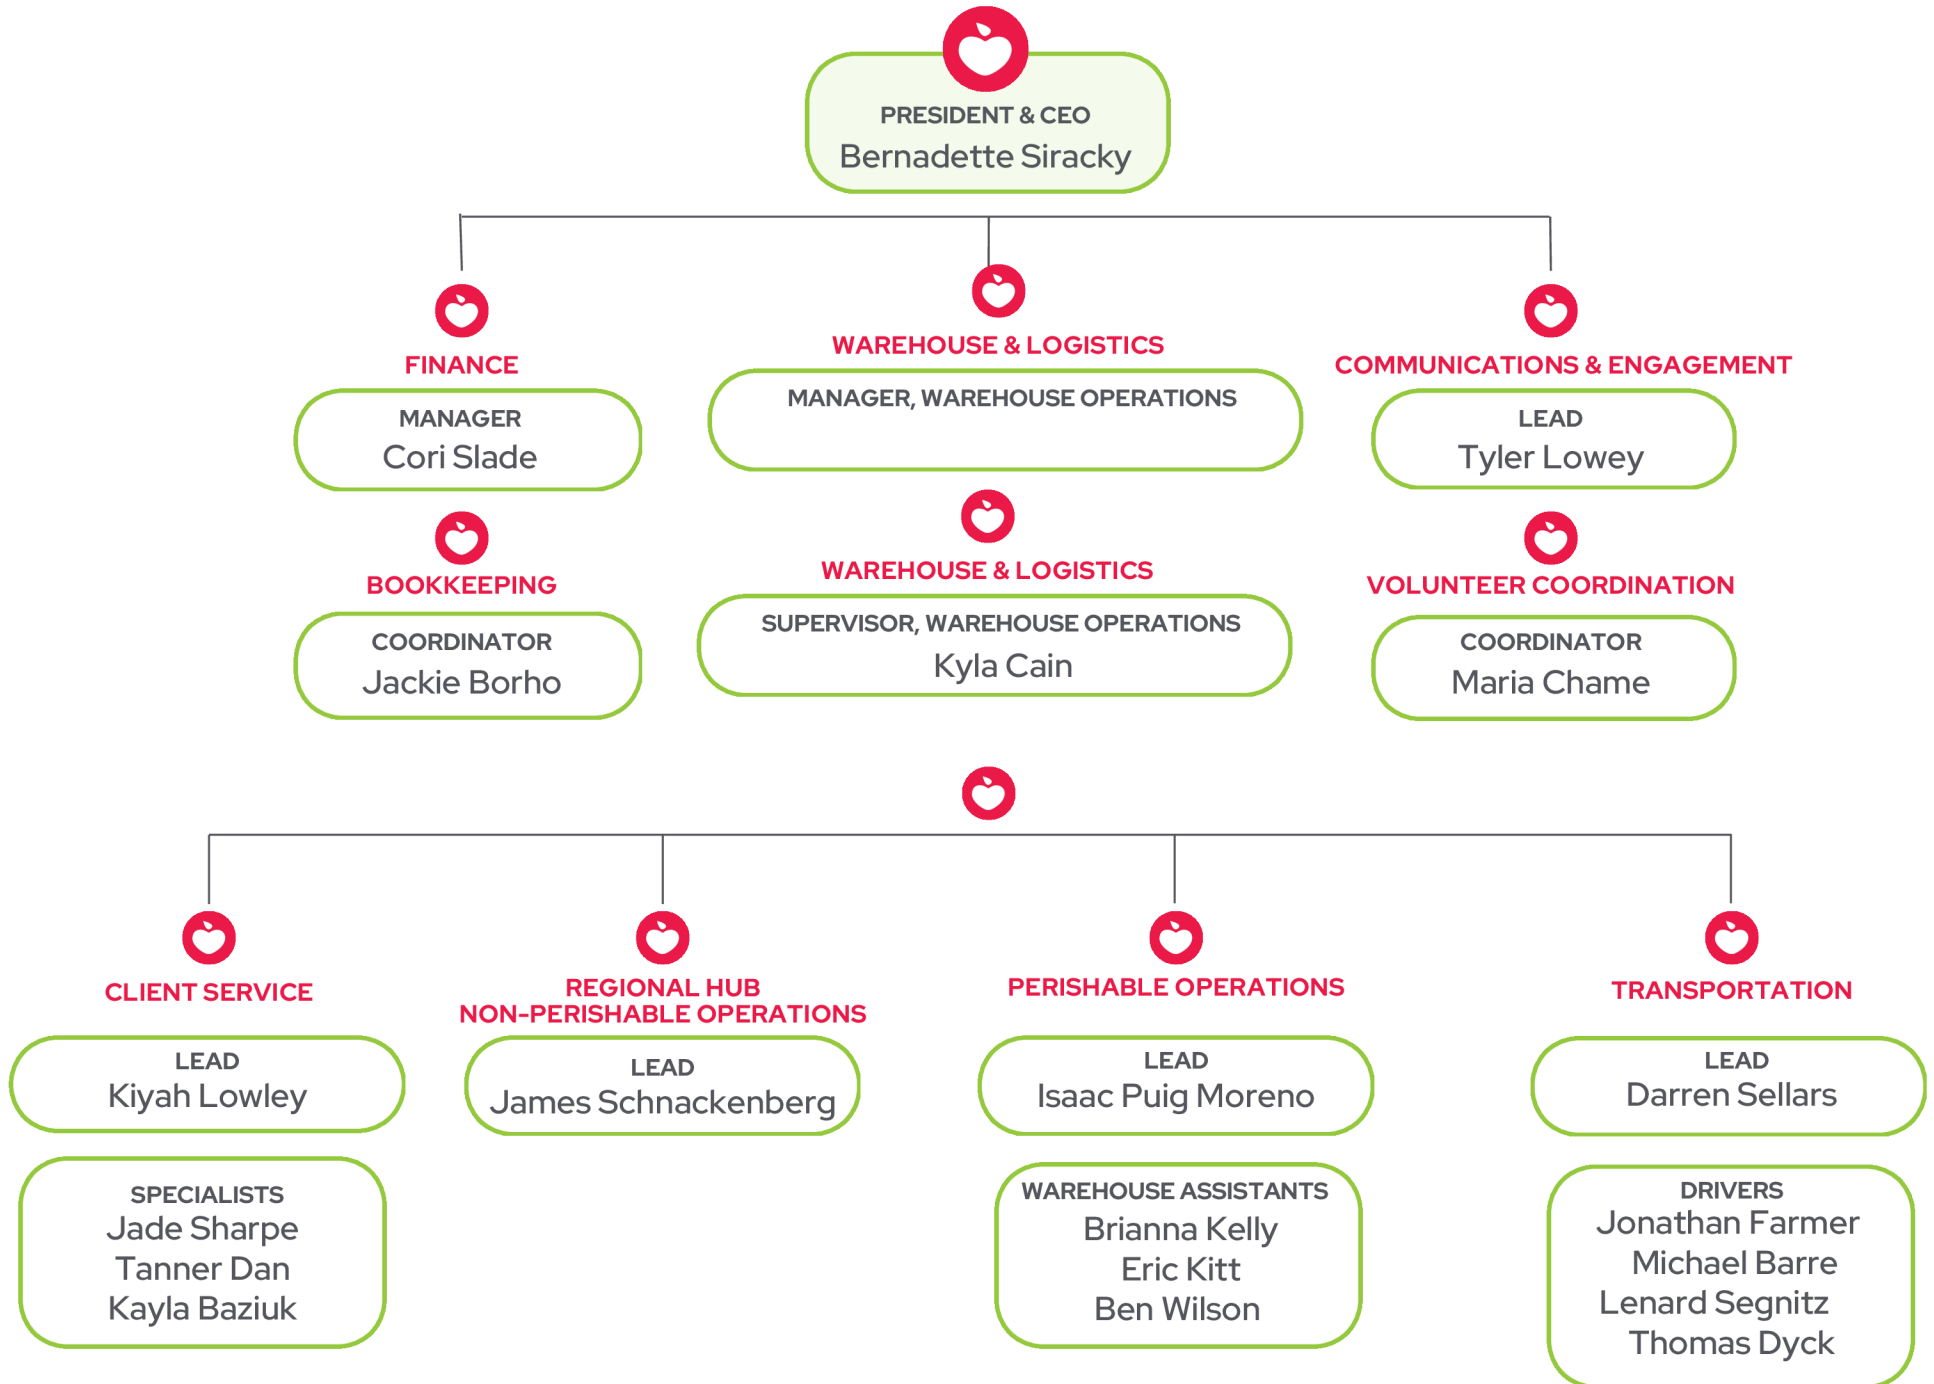 PRESIDENT & CEO
Bernadette Siracky
FINANCE
MANAGER
Cori Slade
BOOKKEEPING
COORDINATOR
Jackie Borho
WAREHOUSE & LOGISTICS
MANAGER, WAREHOUSE OPERATIONS
WAREHOUSE & LOGISTICS
SUPERVISOR, WAREHOUSE OPERATIONS
Kyla Cain
COMMUNICATIONS & ENGAGEMENT
LEAD
Tyler Lowey
VOLUNTEER COORDINATION
COORDINATOR
Maria Chame
CLIENT SERVICE
LEAD
Kiyah Lowley
SPECIALISTS
Jade Sharpe
Tanner Dan
Kayla Baziuk
REGIONAL HUB
NON-PERISHABLE OPERATIONS
LEAD
James Schnackenberg
PERISHABLE OPERATIONS
LEAD
Isaac Puig Moreno
WAREHOUSE ASSISTANTS
Brianna Kelly
Eric Kitt
Ben Wilson
TRANSPORTATION
LEAD
Darren Sellars
DRIVERS
Jonathan Farmer
Michael Barre
Lenard Segnitz
Thomas Dyck